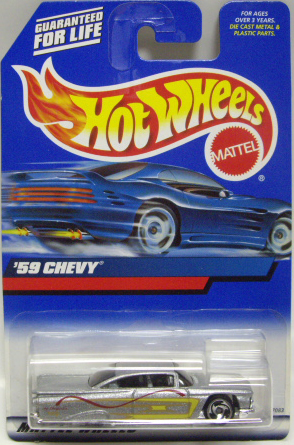 GUARANTEED
FOR LIFE
FOR AGES
OVER 3 YEARS.
DIE CAST METAL &
PLASTIC PARTS.
HOT WHEELS
MATTEL
®
'59 CHEVY®